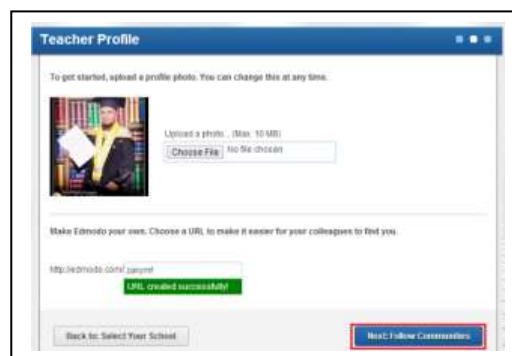 Teacher Profile
To get started, upload a profile photo. You can change this at any time.
Upload a photo... (Max: 10 MB)
Choose File No file chosen
Make Edmodo your own. Choose a URL to make it easier for your colleagues to find you.
http://edmodo.com/
URL created successfully!
Back to: Select Your School
Next: Follow Communities